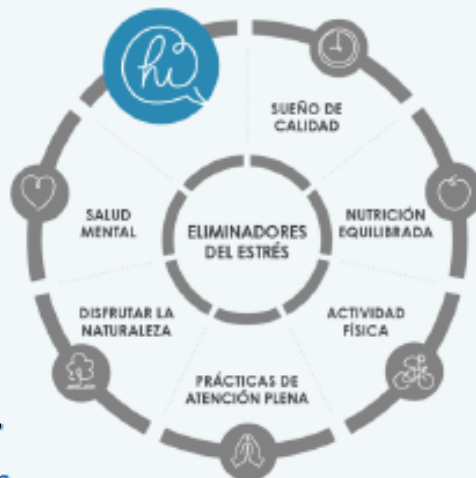 hi
SUEÑO DE
CALIDAD
NUTRICIÓN
EQUILIBRADA
ACTIVIDAD
FÍSICA
PRÁCTICAS DE
ATENCIÓN PLENA
DISFRUTAR LA
NATURALEZA
SALUD
MENTAL
ELIMINADORES
DEL ESTRÉS